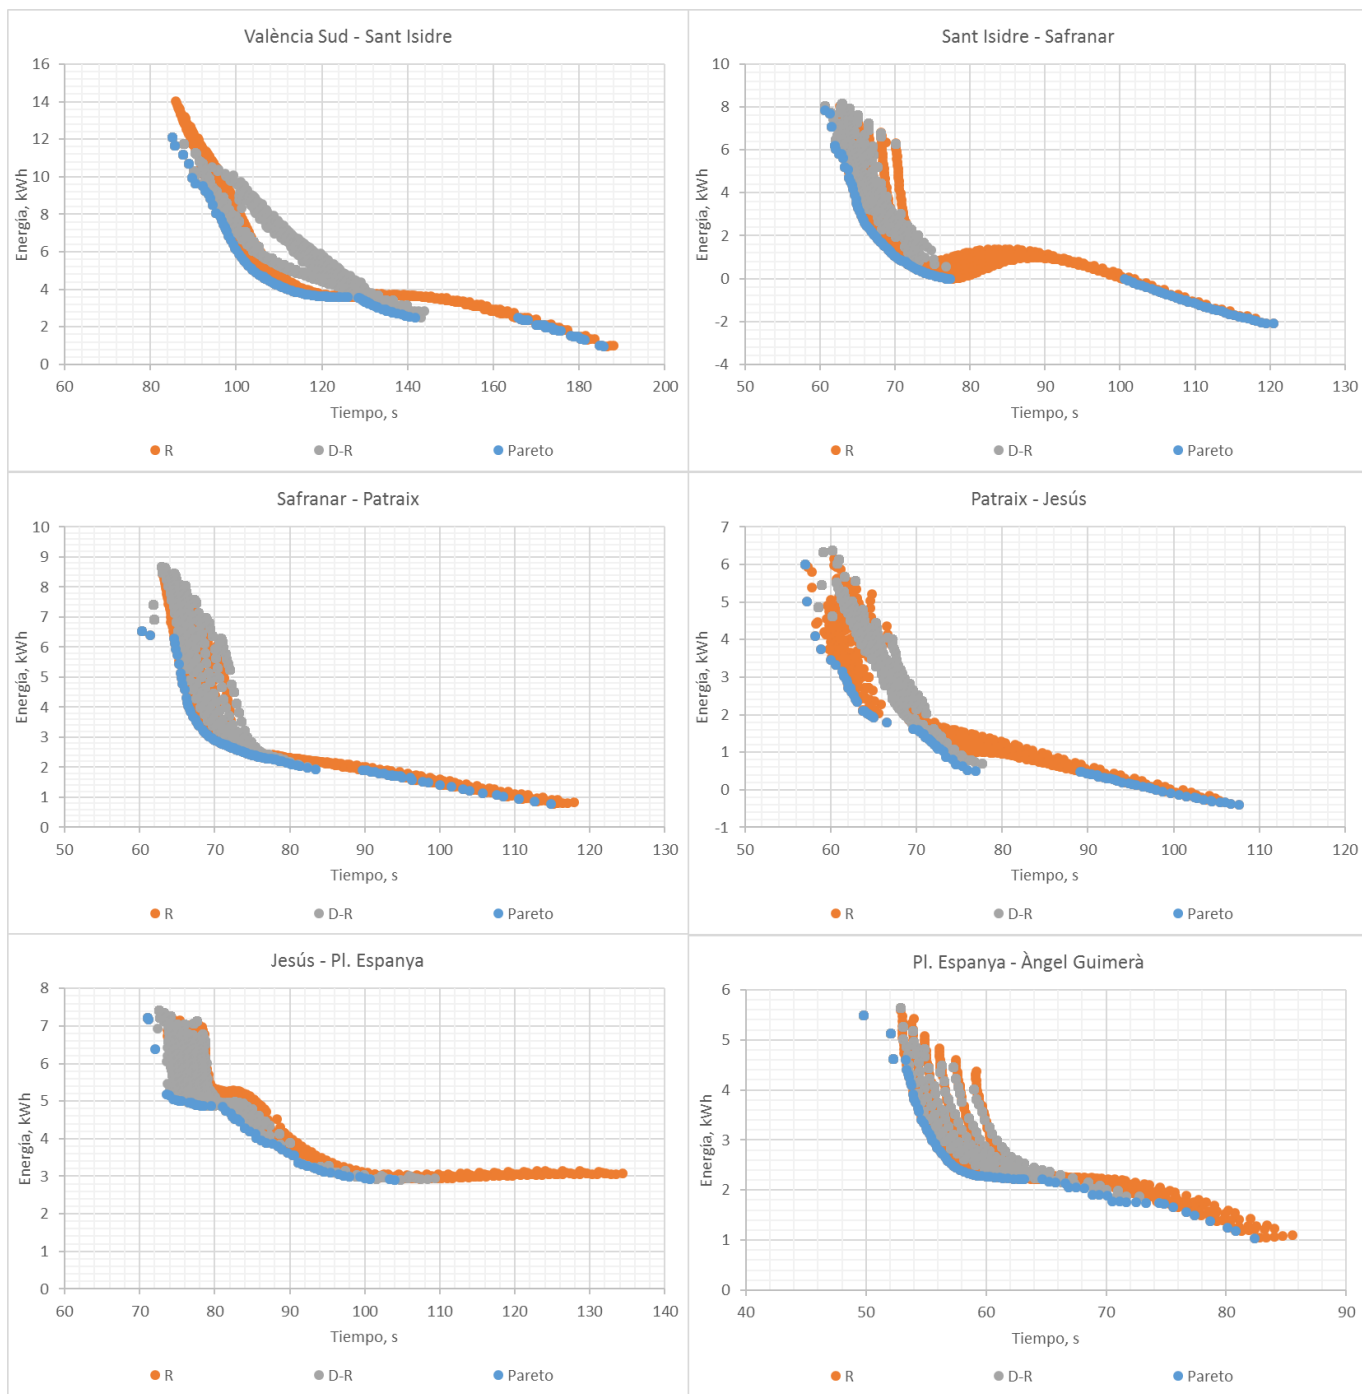 València Sud - Sant Isidre
16
14
12
10
8
6
4
2
0
Energía, kWh
60 80 100 120 140 160 180 200
Tiempo, s
R D-R Pareto
Sant Isidre - Safranar
10
8
6
4
2
0
-2
-4
Energía, kWh
50 60 70 80 90 100 110 120 130
Tiempo, s
R D-R Pareto
Safranar - Patraix
10
9
8
7
6
5
4
3
2
1
0
Energía, kWh
50 60 70 80 90 100 110 120 130
Tiempo, s
R D-R Pareto
Patraix - Jesús
7
6
5
4
3
2
1
0
-1
Energía, kWh
50 60 70 80 90 100 110 120
Tiempo, s
R D-R Pareto
Jesús - Pl. Espanya
8
7
6
5
4
3
2
1
0
Energía, kWh
60 70 80 90 100 110 120 130 140
Tiempo, s
R D-R Pareto
Pl. Espanya - Àngel Guimerà
6
5
4
3
2
1
0
Energía, kWh
40 50 60 70 80 90
Tiempo, s
R D-R Pareto